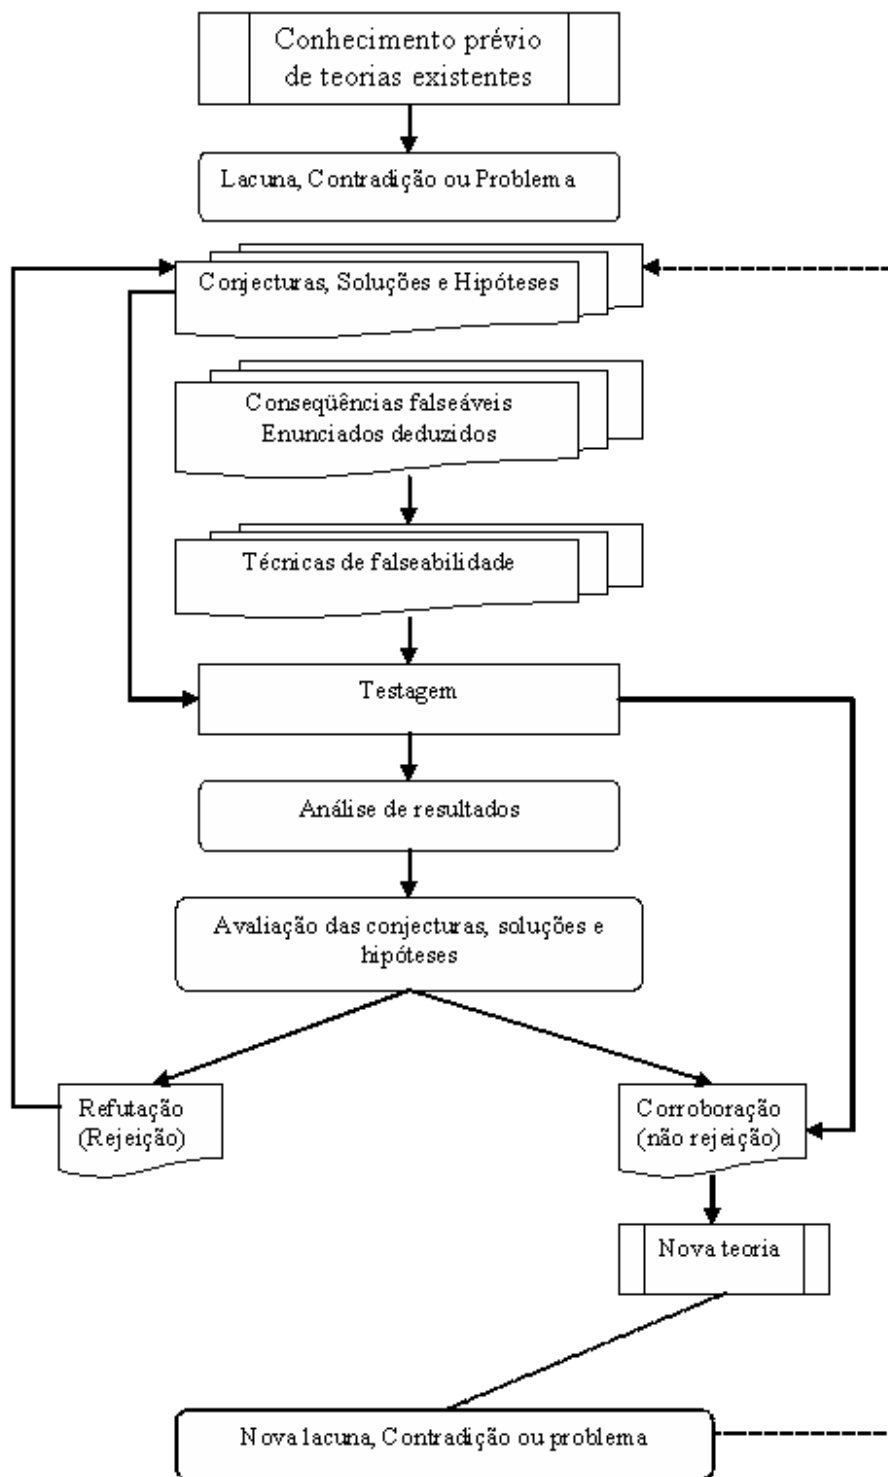 Conhecimento prévio
de teorias existentes
Lacuna, Contradição ou Problema
Conjecturas, Soluções e Hipóteses
Conseqüências falseáveis
Enunciados deduzidos
Técnicas de falseabilidade
Testagem
Análise de resultados
Avaliação das conjecturas, soluções e
hipóteses
Refutação
(Rejeição)
Corroboração
(não rejeição)
Nova teoria
Nova lacuna, Contradição ou problema